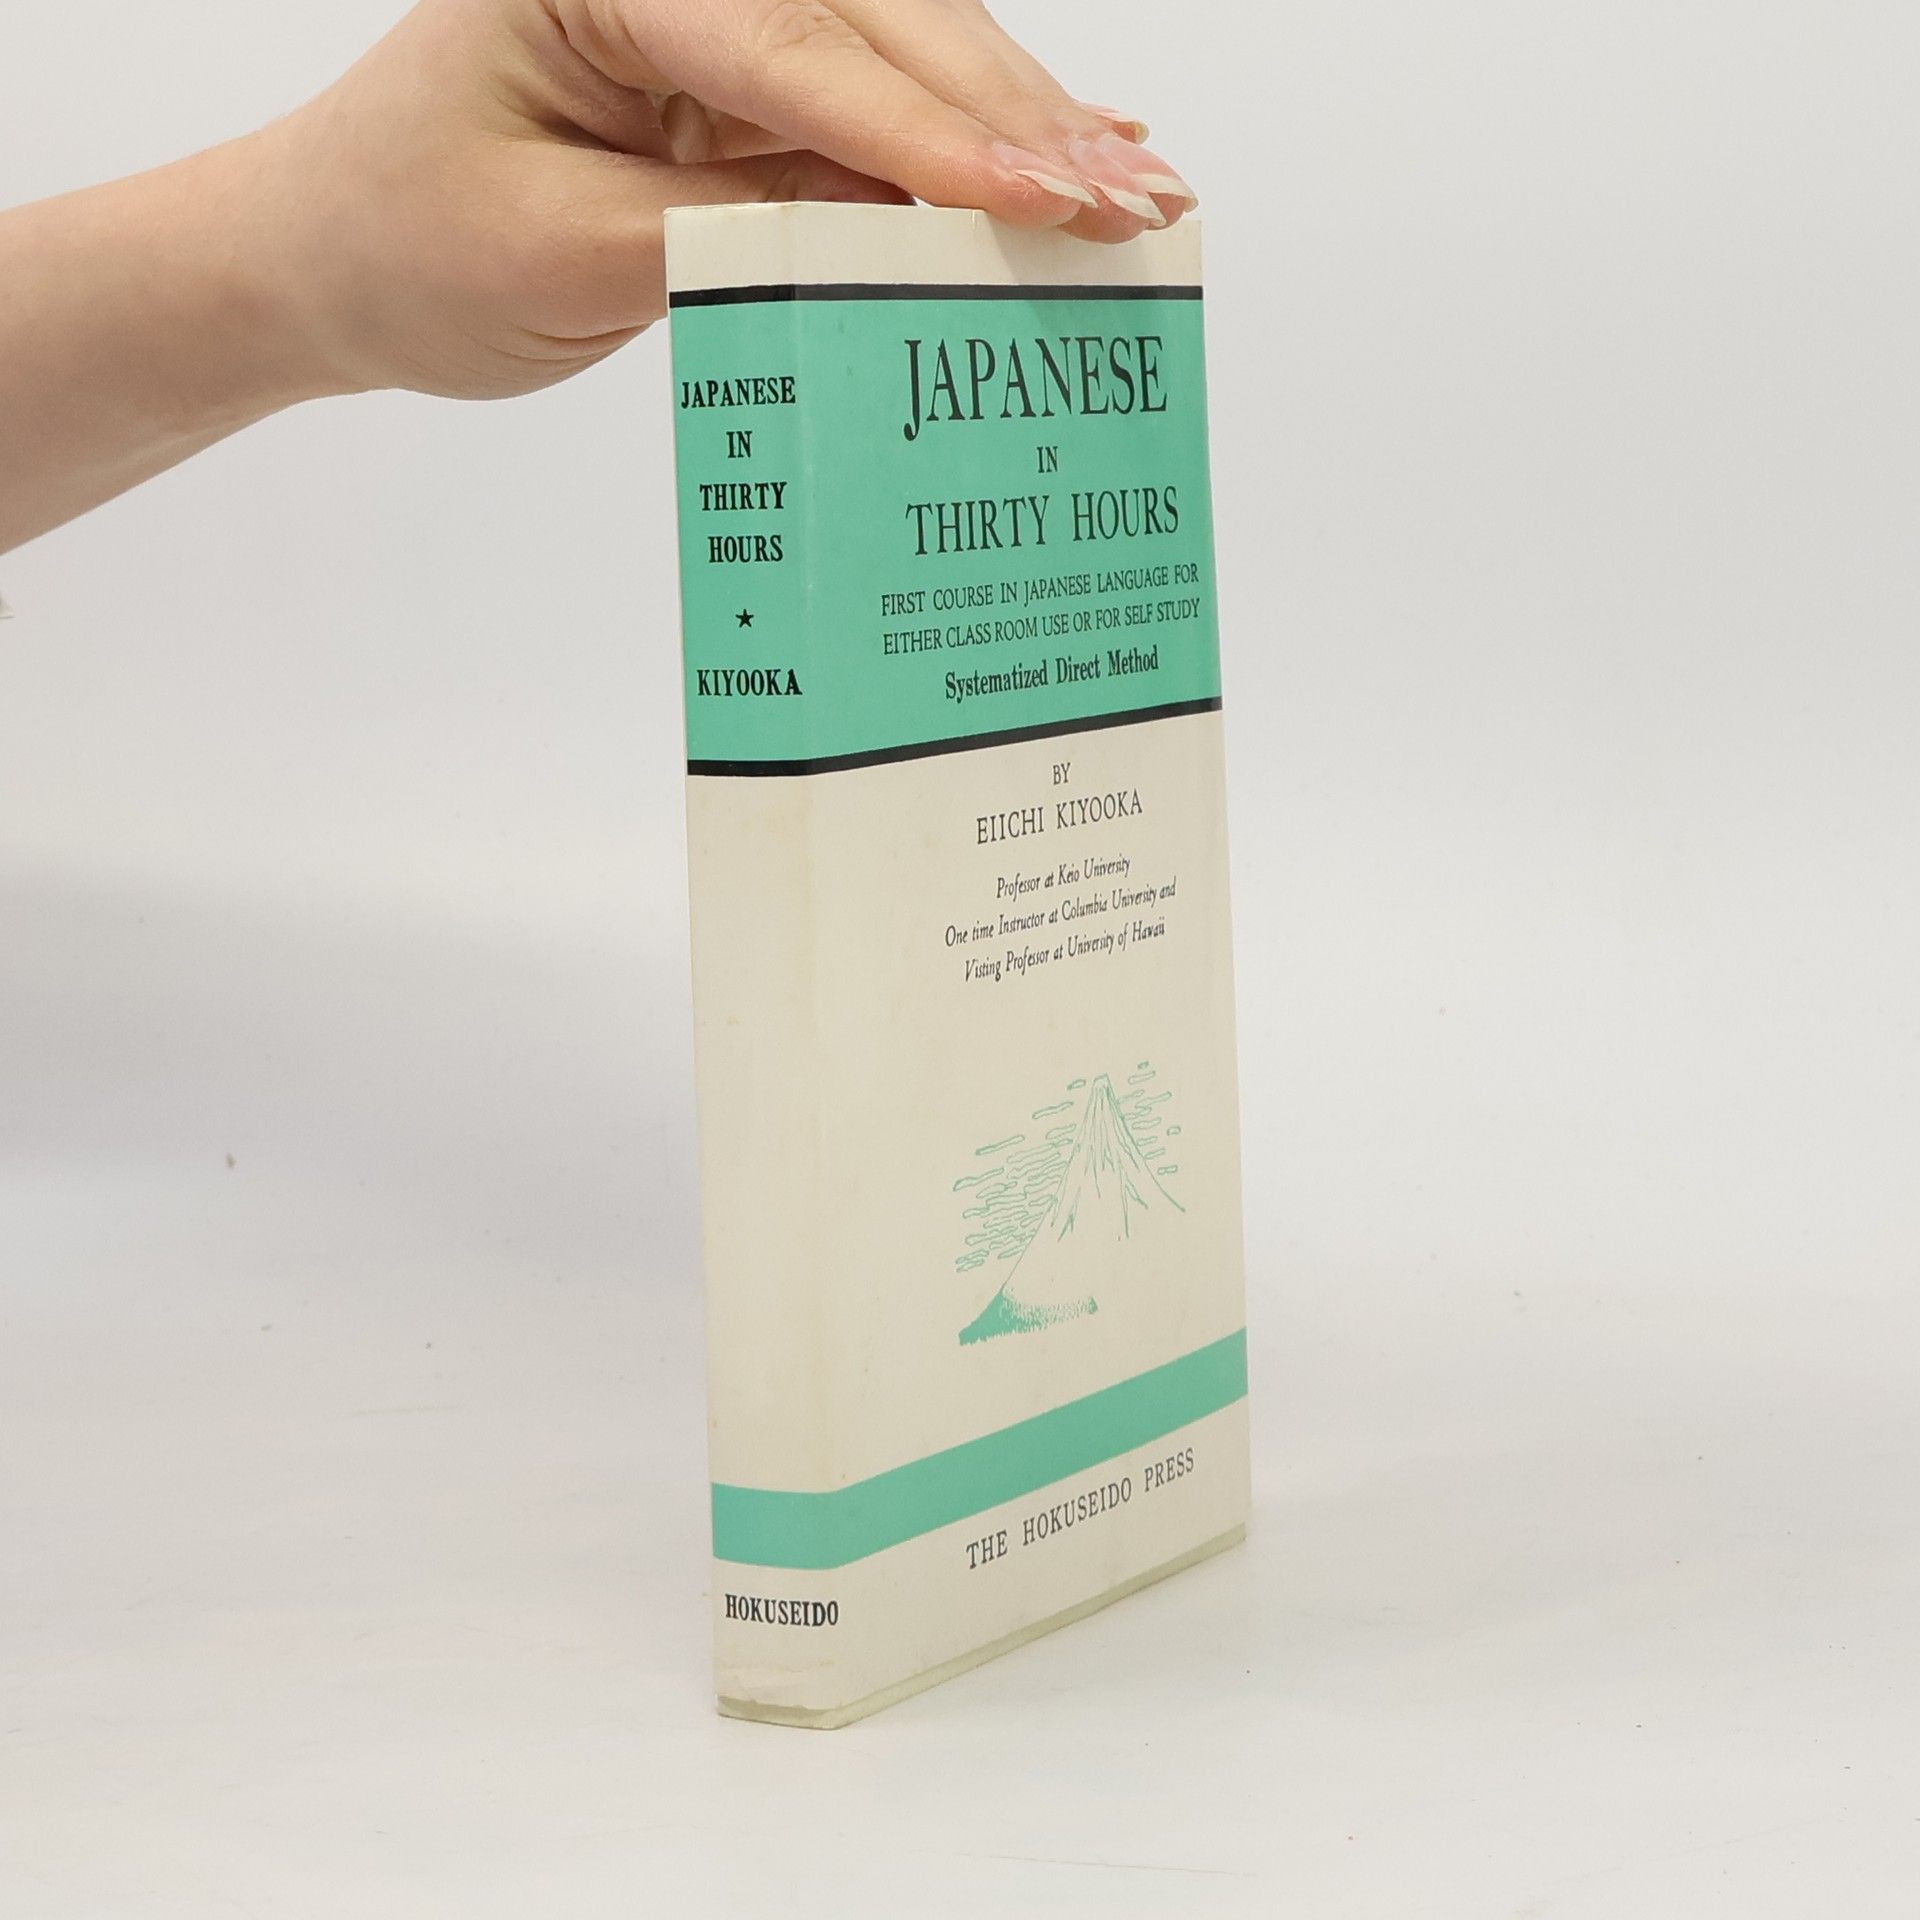 JAPANESE
IN
THIRTY
HOURS
★
KIYOOKA
HOKUSEIDO
JAPANESE
IN
THIRTY HOURS
FIRST COURSE IN JAPANESE LANGUAGE FOR
EITHER CLASS ROOM USE OR FOR SELF STUDY
Systematized Direct Method
BY
EIICHI KIYOOKA
Professor at Keio University
One time Instructor at Columbia University and
Visting Professor at University of Hawaii
THE HOKUSEIDO PRESS